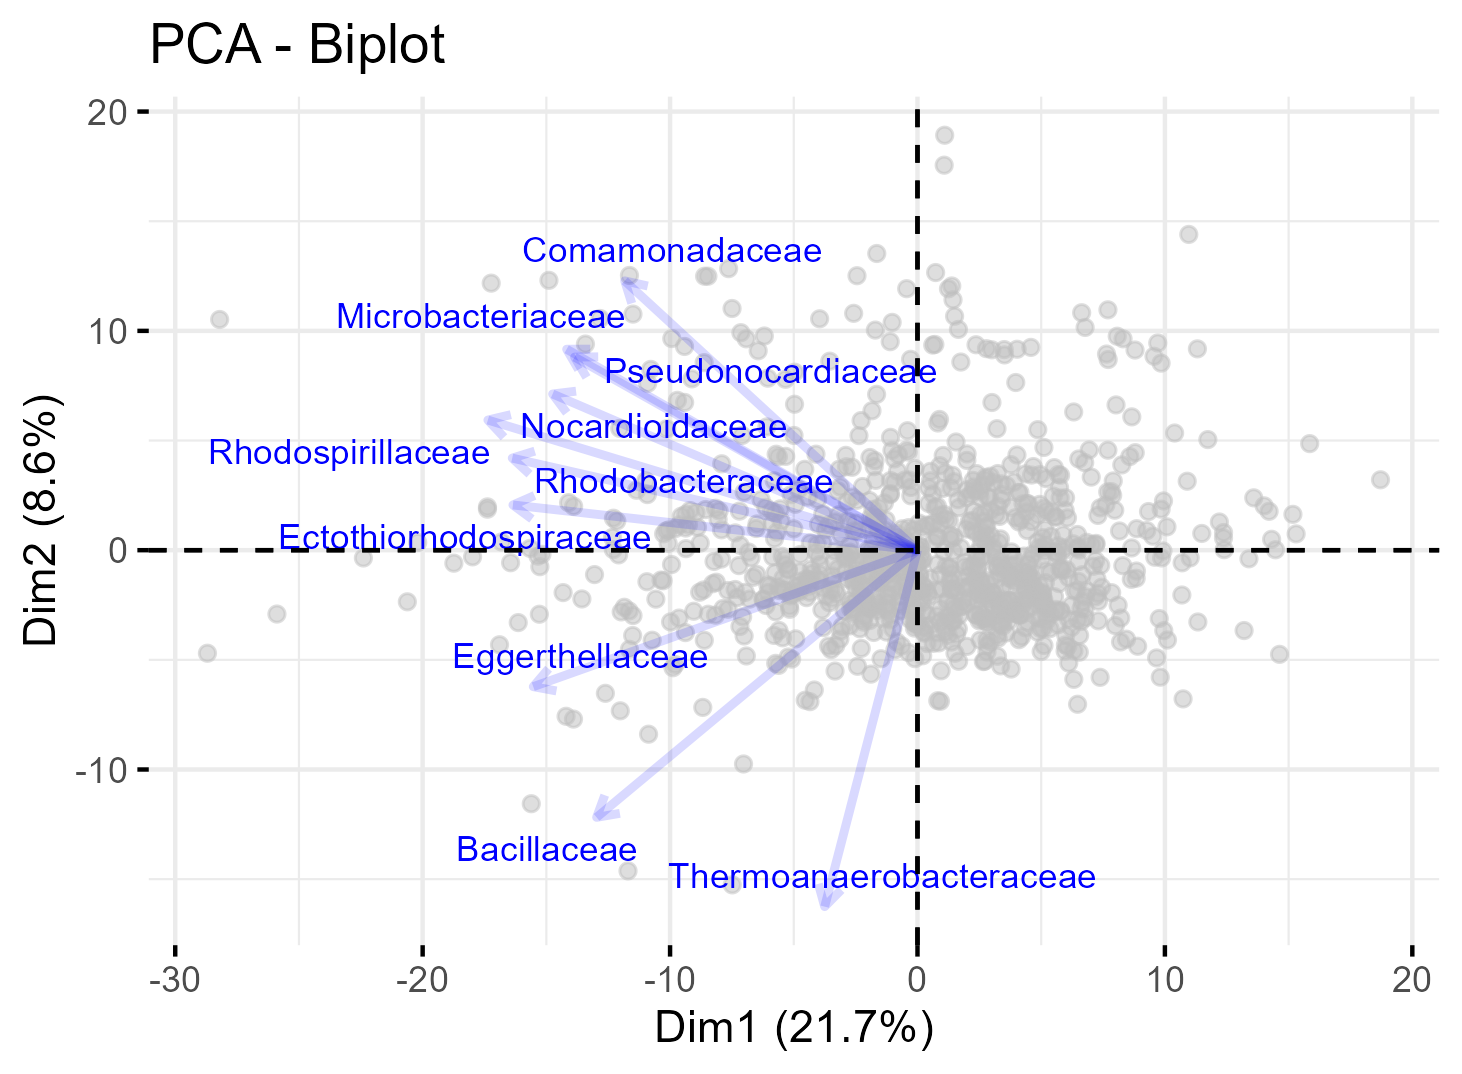 PCA - Biplot
20
10
0
-10
Dim2 (8.6%)
Comamonadaceae
Microbacteriaceae
Pseudonocardiaceae
Nocardioidaceae
Rhodospirillaceae
Rhodobacteraceae
Ectothiorhodospiraceae
Eggerthellaceae
Bacillaceae
Thermoanaerobacteraceae
-30 -20 -10 0 10 20
Dim1 (21.7%)